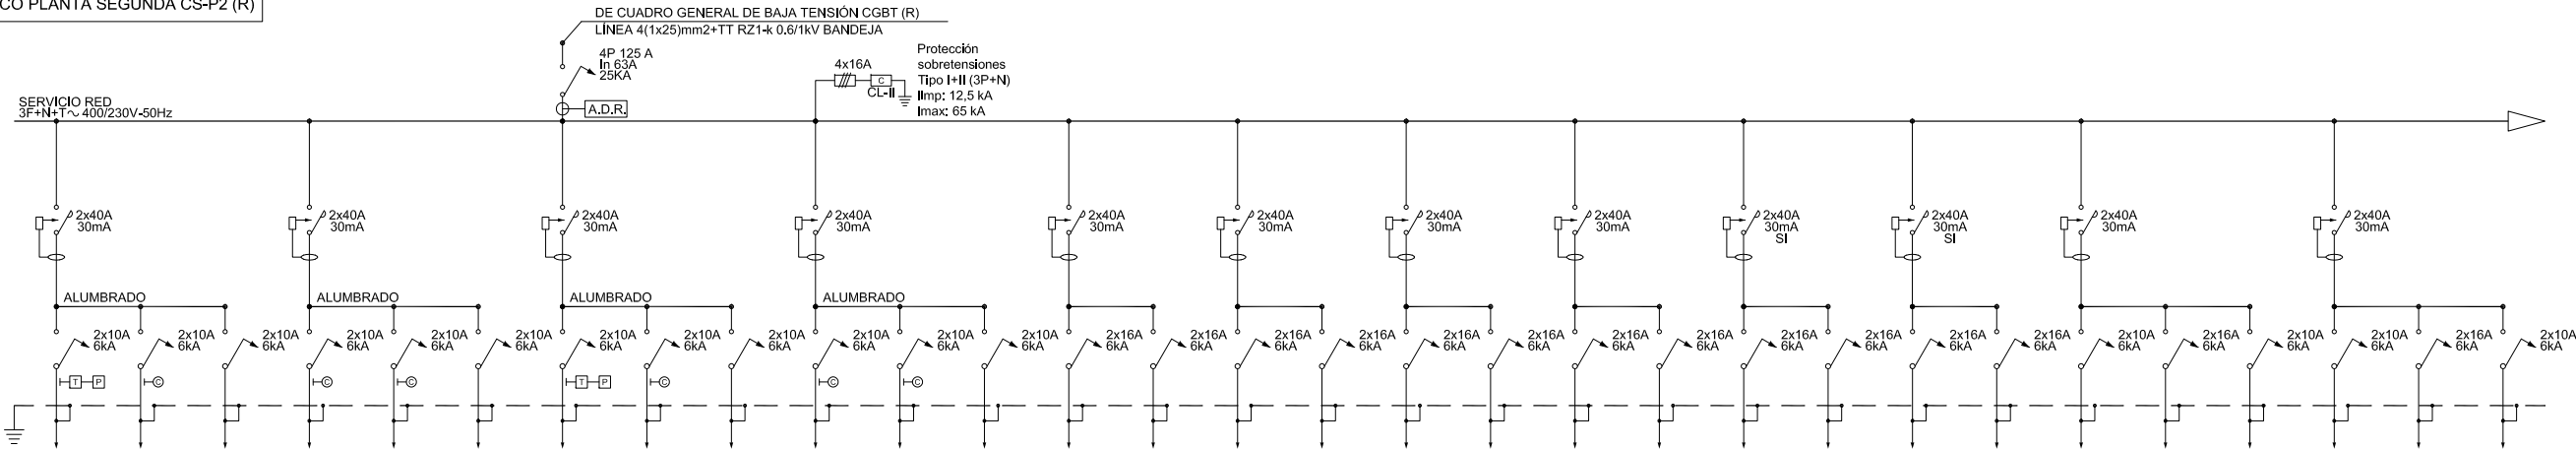 CO PLANTA SEGUNDA CS-P2 (R)
DE CUADRO GENERAL DE BAJA TENSIÓN CGBT (R)
LÍNEA 4(1x25)mm2+TT RZ1-k 0.6/1kV BANDEJA
4P 125 A
In 63A
25KA
A.D.R.
4x16A
C
CL-II
Protección
sobretensiones
Tipo I+II (3P+N)
IImp: 12,5 kA
Imax: 65 kA
SERVICIO RED
3F+N+T~ 400/230V-50Hz
2x40A
30mA
2x40A
30mA
2x40A
30mA
2x40A
30mA
2x40A
30mA
2x40A
30mA
2x40A
30mA
2x40A
30mA
2x40A
30mA
SI
2x40A
30mA
SI
2x40A
30mA
2x40A
30mA
ALUMBRADO
ALUMBRADO
ALUMBRADO
ALUMBRADO
2x10A
6kA
2x10A
6kA
2x10A
6kA
2x10A
6kA
2x10A
6kA
2x10A
6kA
2x10A
6kA
2x10A
6kA
2x10A
6kA
2x10A
6kA
2x10A
6kA
2x10A
6kA
2x16A
6kA
2x16A
6kA
2x16A
6kA
2x16A
6kA
2x16A
6kA
2x16A
6kA
2x16A
6kA
2x16A
6kA
2x16A
6kA
2x16A
6kA
2x16A
6kA
2x16A
6kA
2x10A
6kA
2x16A
6kA
2x10A
6kA
2x10A
6kA
2x16A
6kA
2x10A
6kA
T P
C
C
C
T P
C
C
C